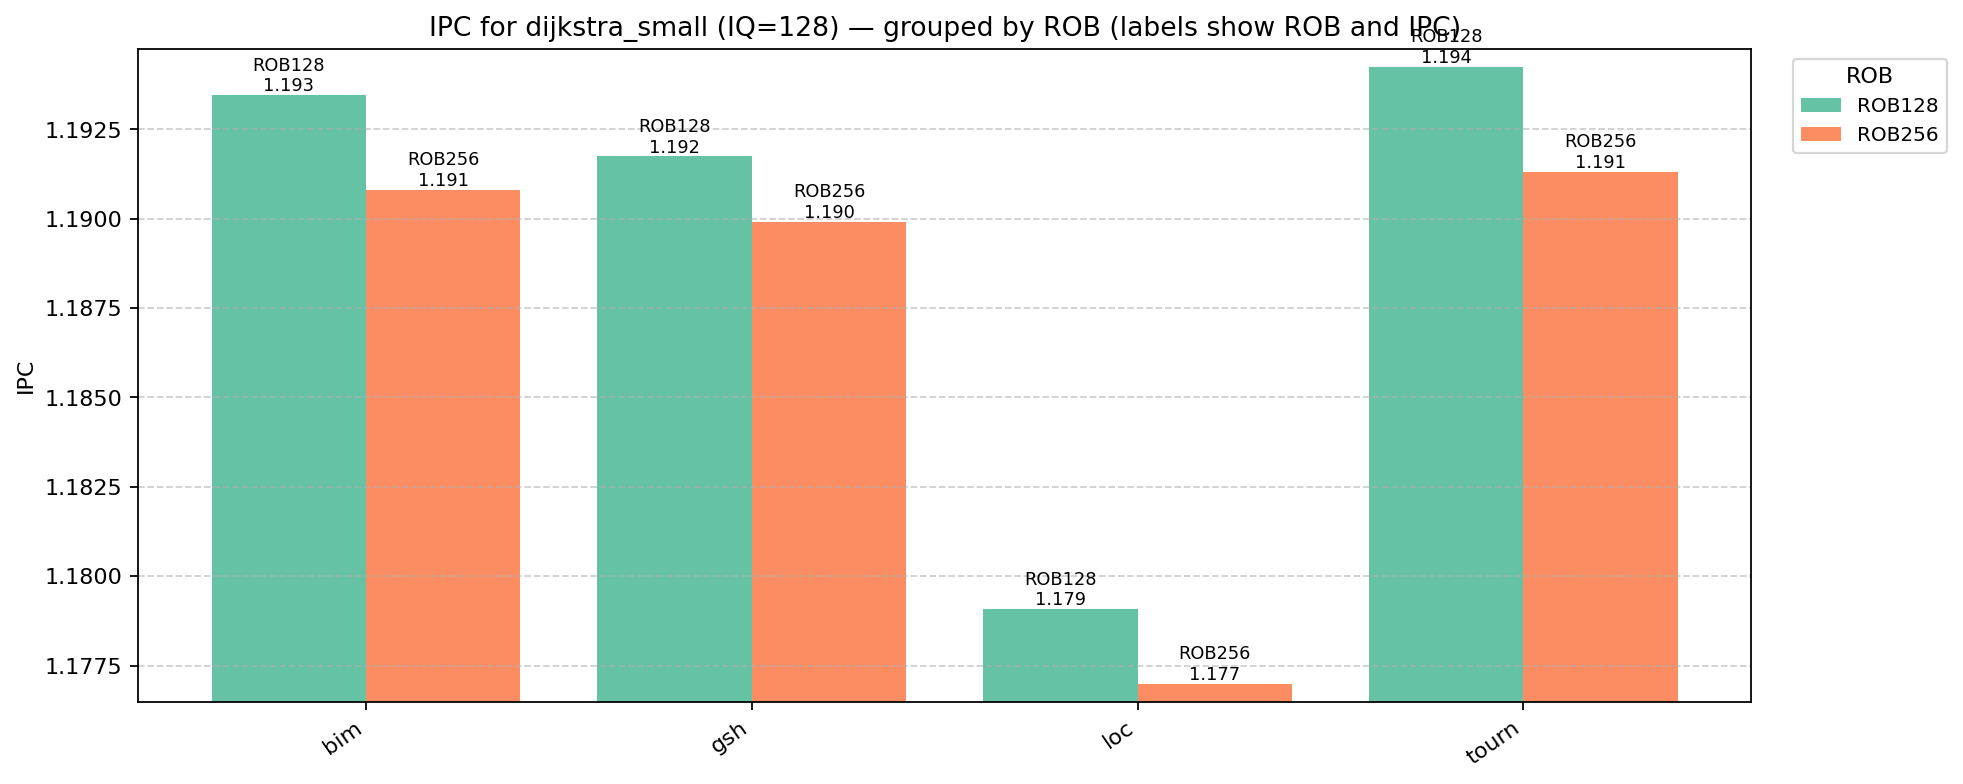 IPC for dijkstra_small (IQ=128) — grouped by ROB (labels show ROB and IPC)
ROB128
1.193
ROB256
1.191
ROB128
1.192
ROB256
1.190
ROB128
1.179
ROB256
1.177
ROB128
1.194
ROB256
1.191
ROB
ROB128
ROB256
IPC
1.1925
1.1900
1.1875
1.1850
1.1825
1.1800
1.1775
bim
gsh
loc
tourn